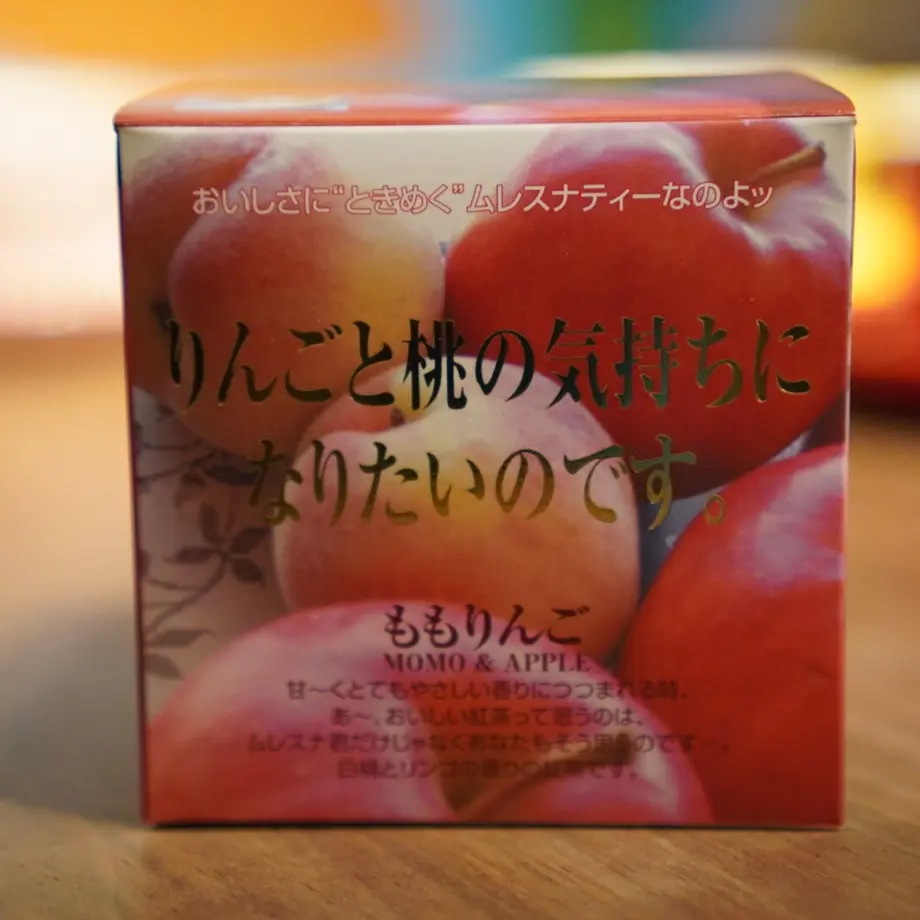 おいしさに"ときめく"ムレスナティーなのよッ
りんごと桃の気持ちに
なりたいのです。
ももりんご
MOMO & APPLE
甘〜くとてもやさしい香りにつつまれる時、
あ〜、おいしい紅茶って思うのは、
ムレスナ君だけじゃなくあなたもそう思うのです〜。
白桃とリンゴの香りの紅茶です。